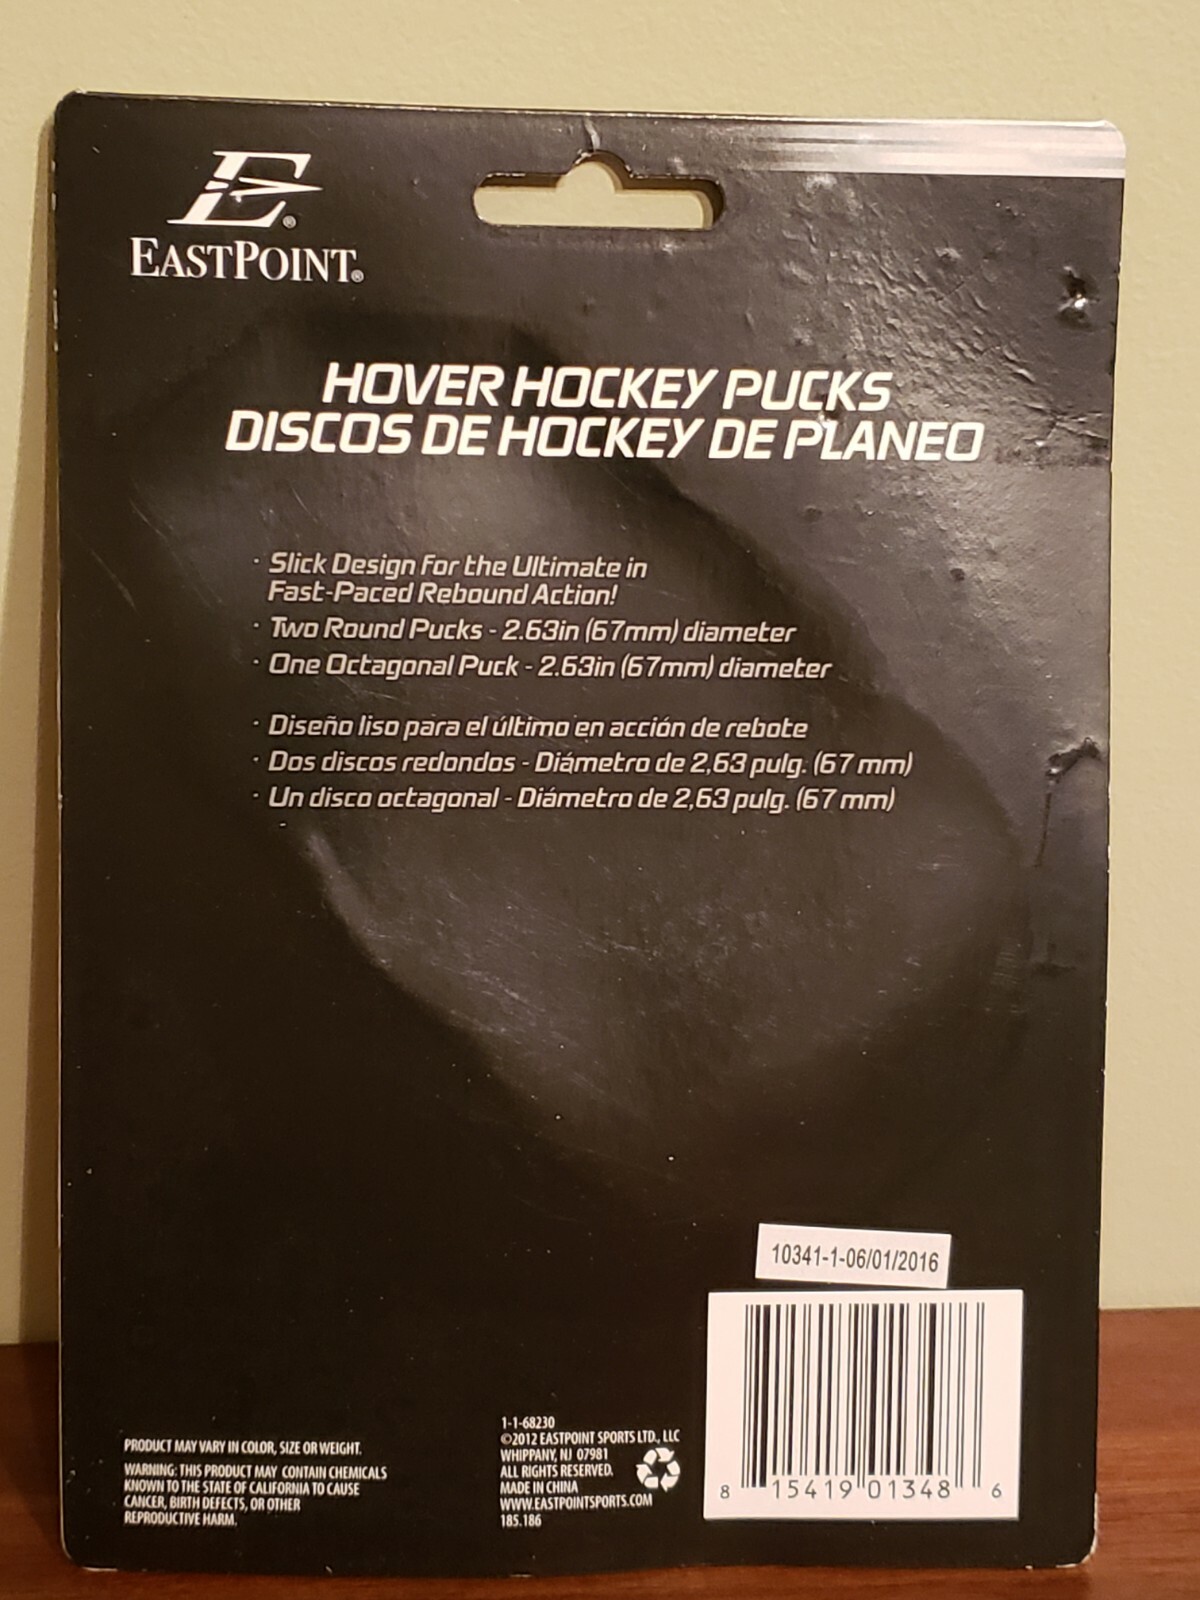 E®
EASTPOINT®
HOVER HOCKEY PUCKS
DISCOS DE HOCKEY DE PLANEO
· Slick Design for the Ultimate in
Fast-Paced Rebound Action!
· Two Round Pucks - 2.63in (67mm) diameter
· One Octagonal Puck - 2.63in (67mm) diameter
· Diseño liso para el último en acción de rebote
· Dos discos redondos - Diámetro de 2,63 pulg. (67 mm)
· Un disco octagonal - Diámetro de 2,63 pulg. (67 mm)
PRODUCT MAY VARY IN COLOR, SIZE OR WEIGHT.
WARNING: THIS PRODUCT MAY CONTAIN CHEMICALS
KNOWN TO THE STATE OF CALIFORNIA TO CAUSE
CANCER, BIRTH DEFECTS, OR OTHER
REPRODUCTIVE HARM.
1-1-68230
©2012 EASTPOINT SPORTS LTD., LLC
WHIPPANY, NJ 07981
ALL RIGHTS RESERVED.
MADE IN CHINA
WWW.EASTPOINTSPORTS.COM
185.186
10341-1-06/01/2016
8 15419 01348 6